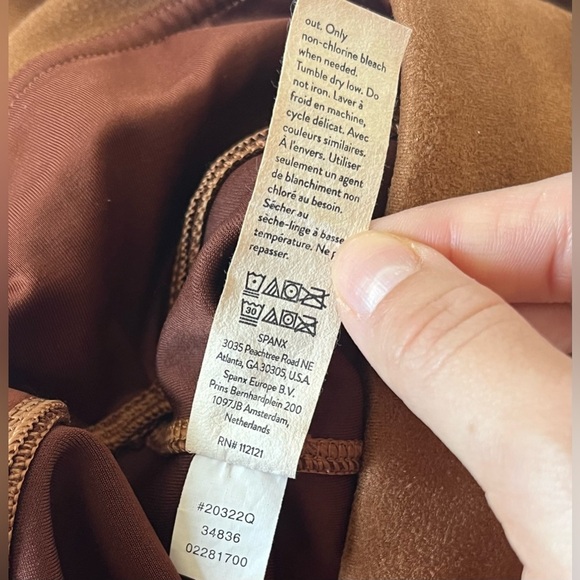 out. Only
non-chlorine bleach
when needed.
Tumble dry low. Do
not iron. Laver à
froid en machine,
cycle délicat. Avec
couleurs similaires.
À l'envers. Utiliser
seulement un agent
de blanchiment non
chloré au besoin.
Sécher au
sèche-linge à basse
température. Ne
repasser.
30
SPANX
3035 Peachtree Road NE
Atlanta, GA 30305, U.S.A
Spanx Europe B.V.
Prins Bernhardplein 200
1097JB Amsterdam,
Netherlands
RN# 112121
#20322Q
34836
02281700